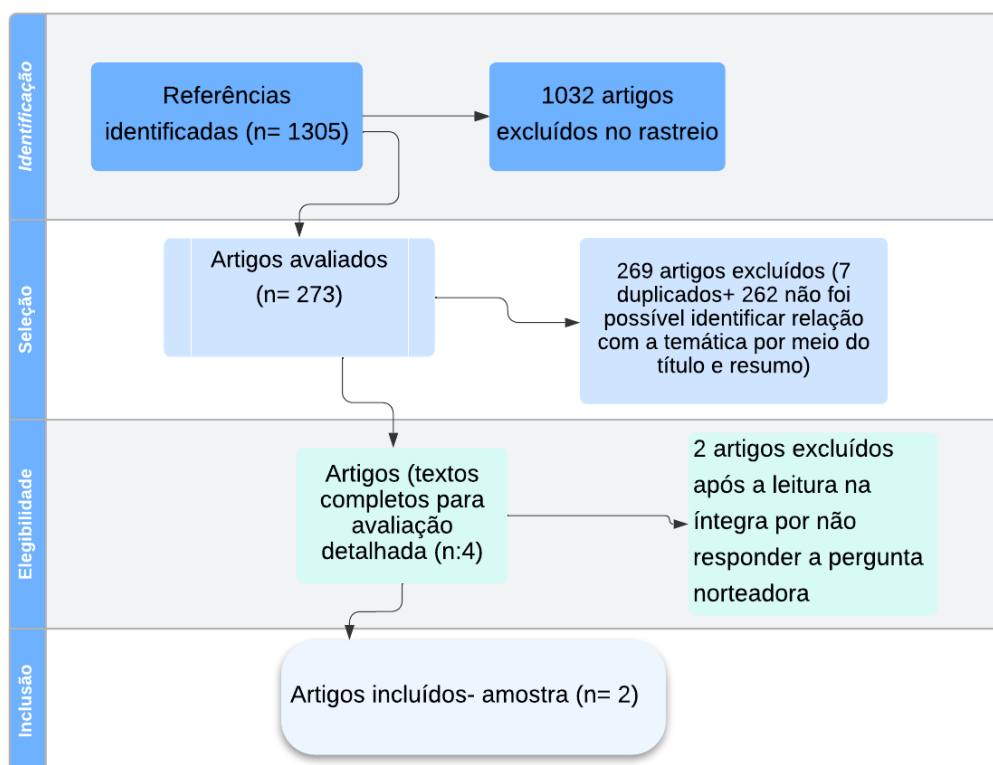 Identificação
Referências
identificadas (n= 1305)
1032 artigos
excluídos no rastreio
Seleção
Artigos avaliados
(n= 273)
269 artigos excluídos (7
duplicados+ 262 não foi
possível identificar relação
com a temática por meio do
título e resumo)
Elegibilidade
Artigos (textos
completos para
avaliação
detalhada (n:4)
2 artigos excluídos
após a leitura na
íntegra por não
responder a pergunta
norteadora
Inclusão
Artigos incluídos- amostra (n= 2)